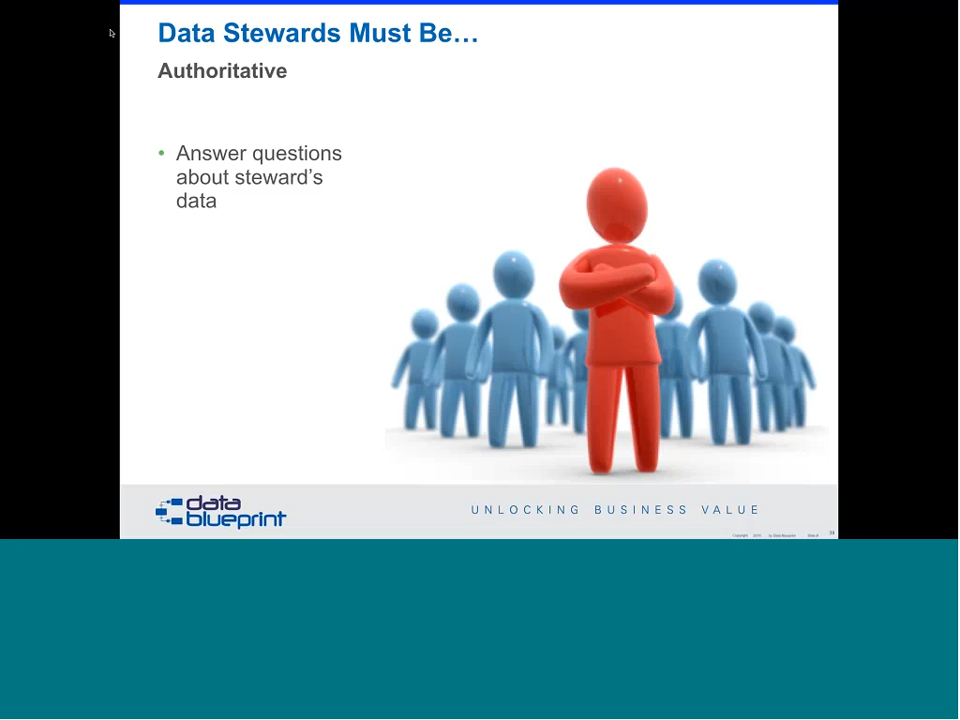 Data Stewards Must Be...
Authoritative
• Answer questions
about steward's
data
data
blueprint
UNLOCKING BUSINESS VALUE